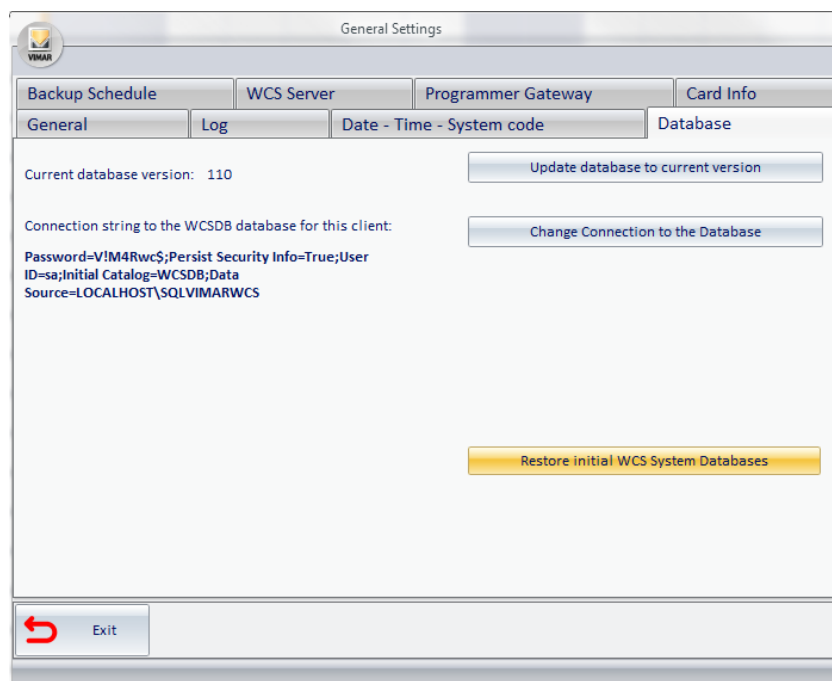 General Settings
VIMAR
Backup Schedule
WCS Server
Programmer Gateway
Card Info
General
Log
Date - Time - System code
Database
Current database version: 110
Update database to current version
Connection string to the WCSDB database for this client:
Change Connection to the Database
Password=V!M4Rwc$;Persist Security Info=True;User
ID=sa;Initial Catalog=WCSDB;Data
Source=LOCALHOST\SQLVIMARWCS
Restore initial WCS System Databases
Exit